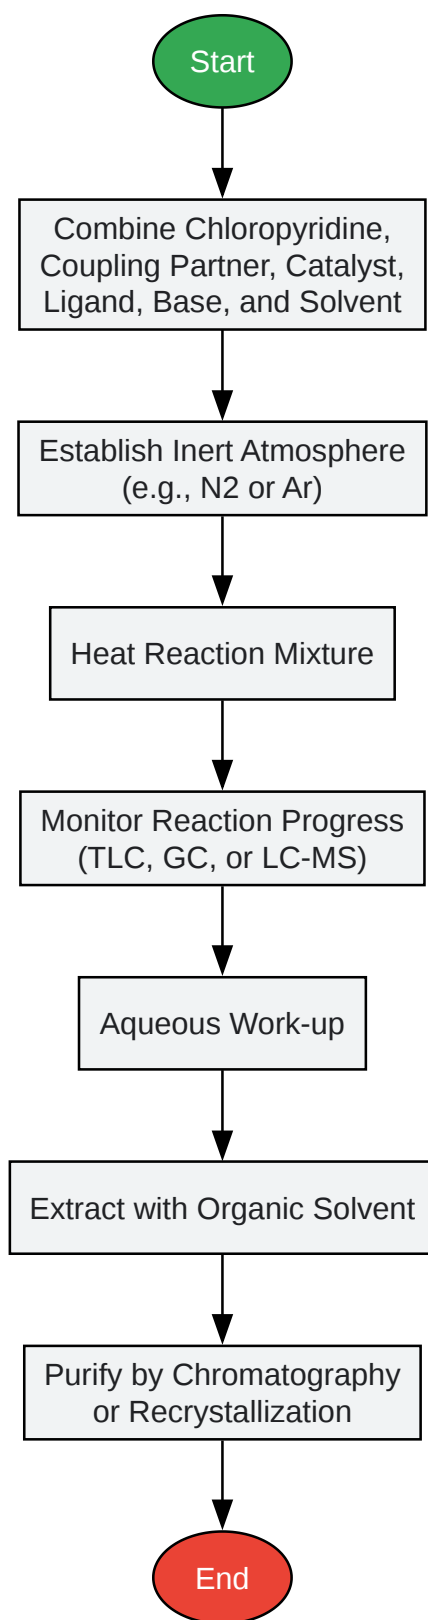 Start
Combine Chloropyridine,
Coupling Partner, Catalyst,
Ligand, Base, and Solvent
Establish Inert Atmosphere
(e.g., N2 or Ar)
Heat Reaction Mixture
Monitor Reaction Progress
(TLC, GC, or LC-MS)
Aqueous Work-up
Extract with Organic Solvent
Purify by Chromatography
or Recrystallization
End